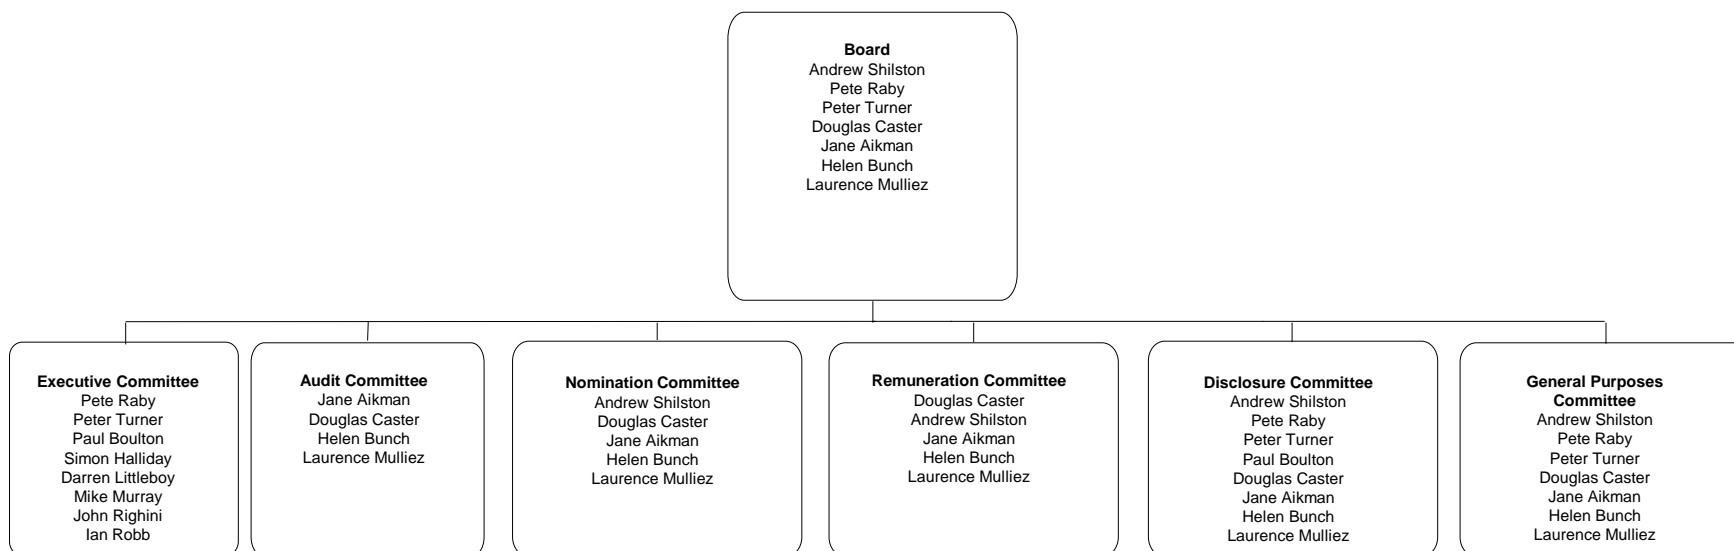 Board
Andrew Shilston
Pete Raby
Peter Turner
Douglas Caster
Jane Aikman
Helen Bunch
Laurence Mulliez
Executive Committee
Pete Raby
Peter Turner
Paul Boulton
Simon Halliday
Darren Littleboy
Mike Murray
John Righini
Ian Robb
Audit Committee
Jane Aikman
Douglas Caster
Helen Bunch
Laurence Mulliez
Nomination Committee
Andrew Shilston
Douglas Caster
Jane Aikman
Helen Bunch
Laurence Mulliez
Remuneration Committee
Douglas Caster
Andrew Shilston
Jane Aikman
Helen Bunch
Laurence Mulliez
Disclosure Committee
Andrew Shilston
Pete Raby
Peter Turner
Paul Boulton
Douglas Caster
Jane Aikman
Helen Bunch
Laurence Mulliez
General Purposes
Committee
Andrew Shilston
Pete Raby
Peter Turner
Douglas Caster
Jane Aikman
Helen Bunch
Laurence Mulliez